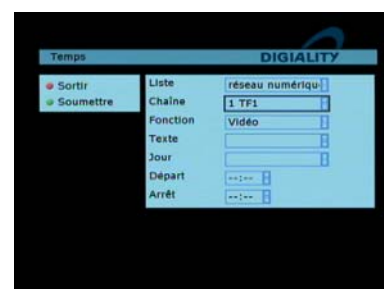 Temps DIGIALITY
Sortir
Soumettre
Liste réseau numériqu
Chaîne 1 TF1
Fonction Vidéo
Texte
Jour
Départ --:--
Arrêt --:--